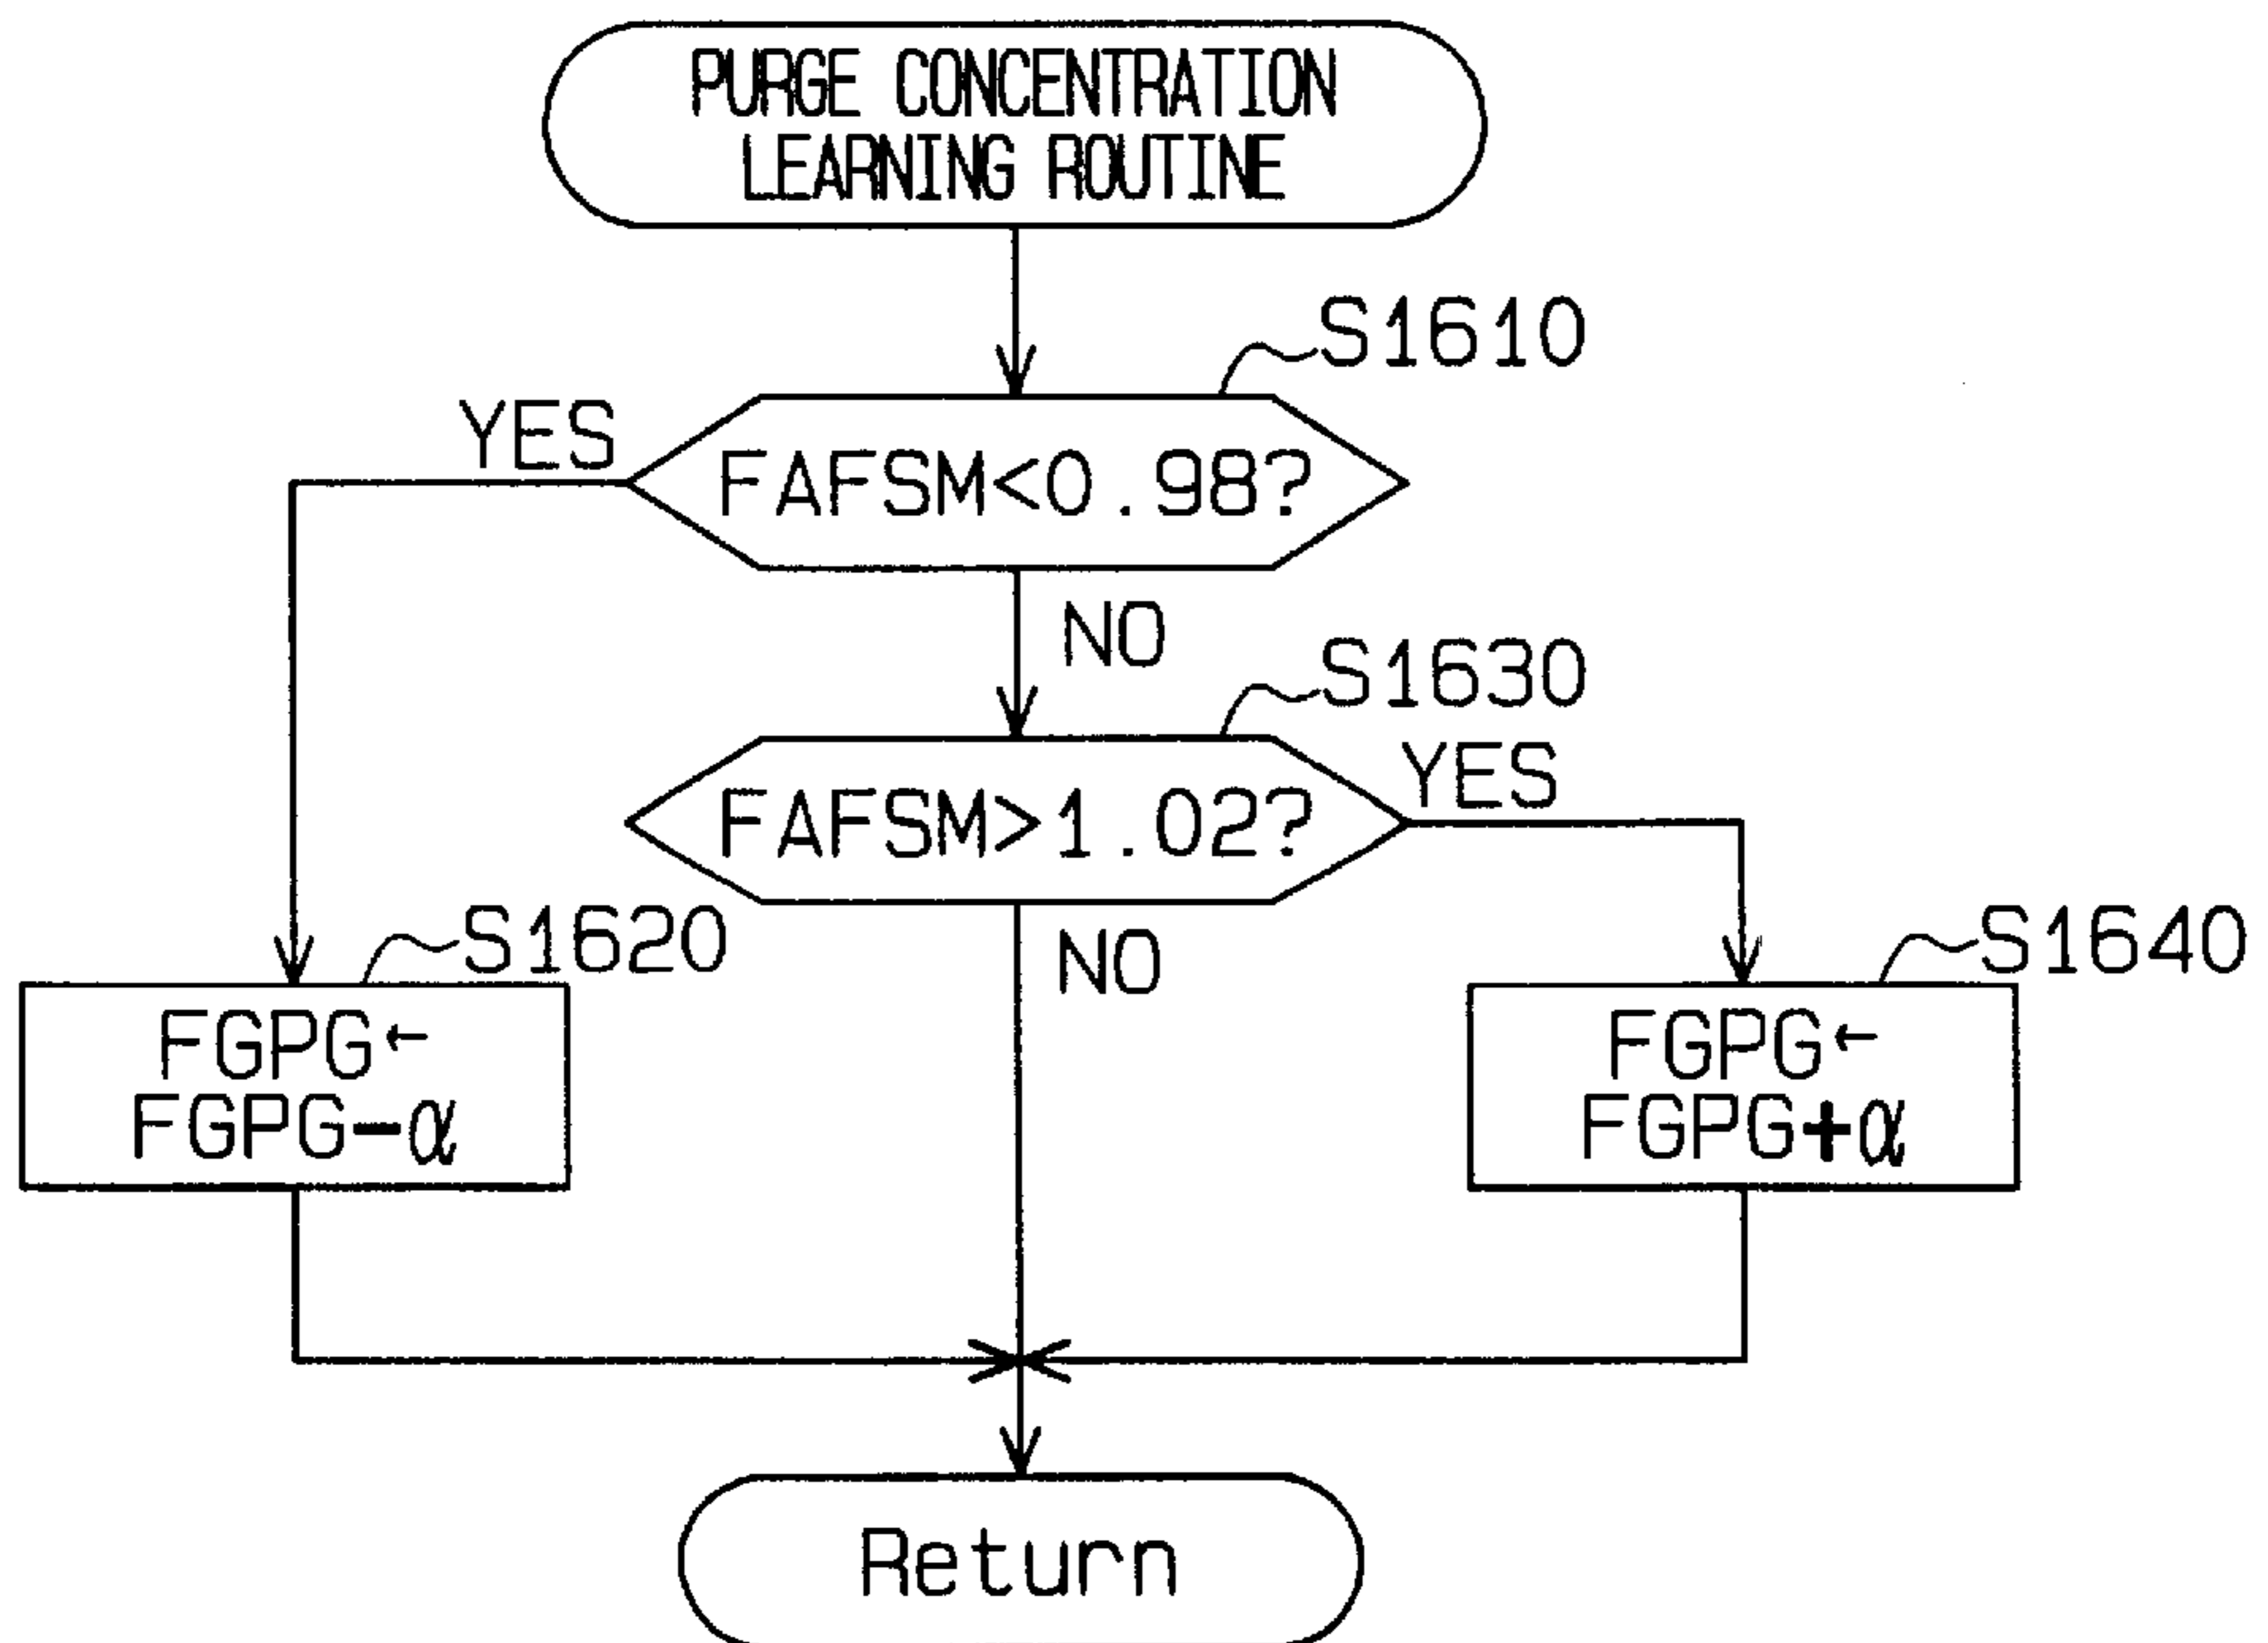 PURGE CONCENTRATION
LEARNING ROUTINE
S1610
YES
FAFSM<0.98?
NO
S1630
YES
FAFSM>1.02?
S1620
NO
S1640
FGPG←
FGPG-α
FGPG←
FGPG+α
Return